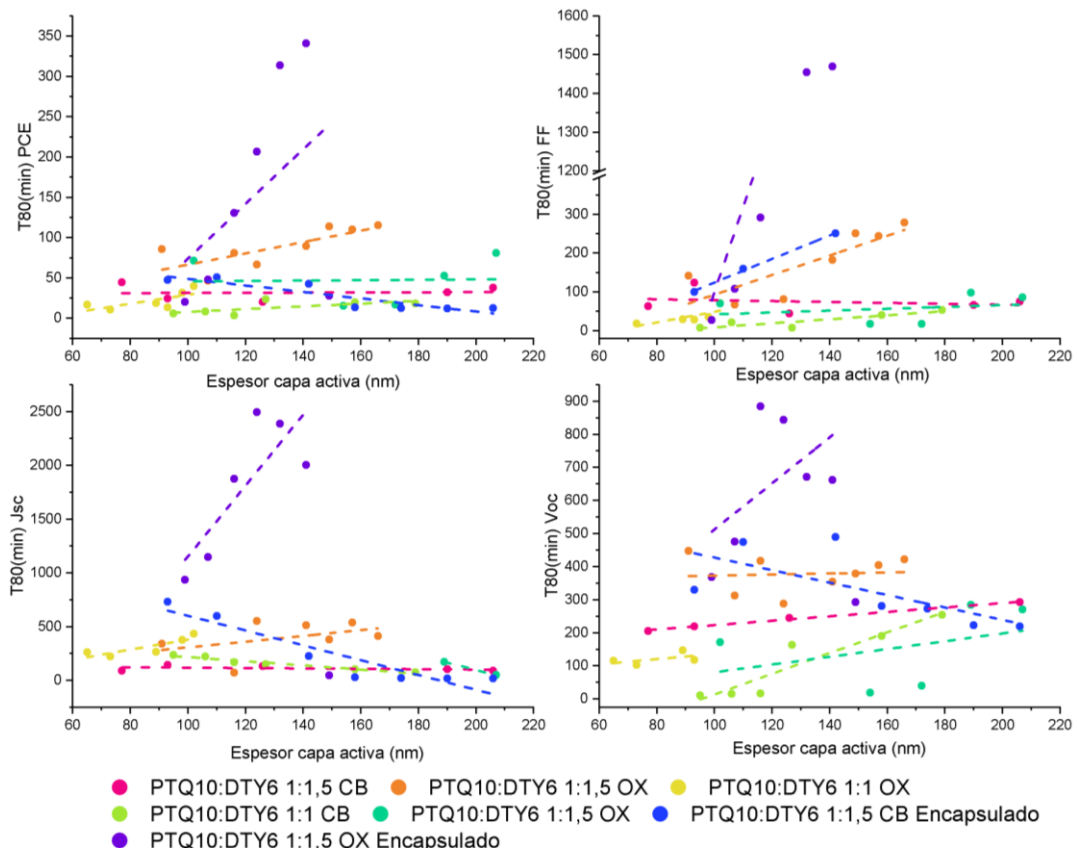 350
300
250
200
150
100
50
0
T80(min) PCE
60 80 100 120 140 160 180 200 220
Espesor capa activa (nm)
1600
1500
1400
1300
1200
300
200
100
0
T80(min) FF
60 80 100 120 140 160 180 200 220
Espesor capa activa (nm)
2500
2000
1500
1000
500
0
T80(min) Jsc
60 80 100 120 140 160 180 200 220
Espesor capa activa (nm)
900
800
700
600
500
400
300
200
100
0
T80(min) Voc
60 80 100 120 140 160 180 200 220
Espesor capa activa (nm)
PTQ10:DTY6 1:1,5 CB PTQ10:DTY6 1:1,5 OX PTQ10:DTY6 1:1 OX
PTQ10:DTY6 1:1 CB PTQ10:DTY6 1:1,5 OX PTQ10:DTY6 1:1,5 CB Encapsulado
PTQ10:DTY6 1:1,5 OX Encapsulado